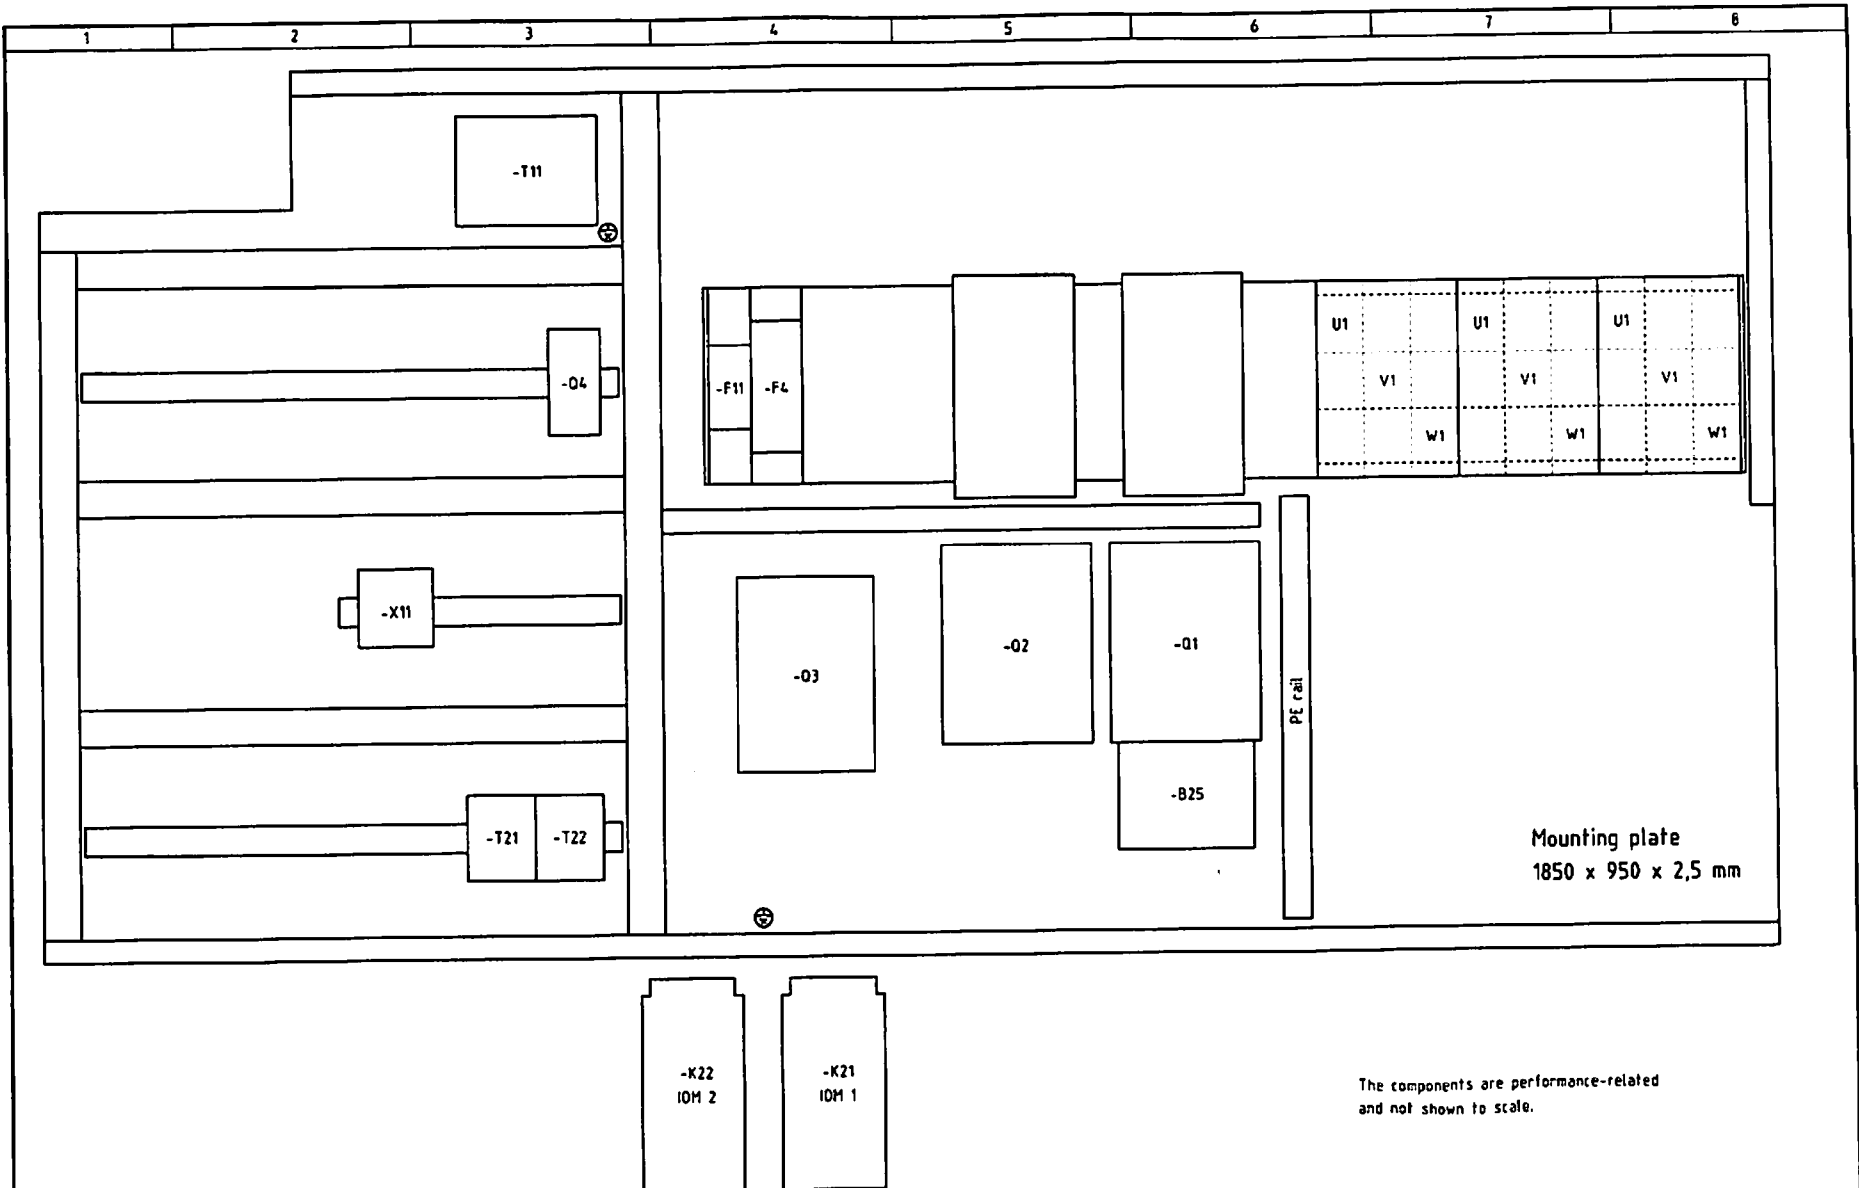 1 2 3 4 5 6 7 8
-T11
-Q4
-F11 -F4
U1 U1 U1
V1 V1 V1
W1 W1 W1
-X11
-Q3
-Q2
-Q1
PE rail
-B25
-T21 -T22
Mounting plate
1850 x 950 x 2,5 mm
-K22
IOM 2
-K21
IOM 1
The components are performance-related
and not shown to scale.